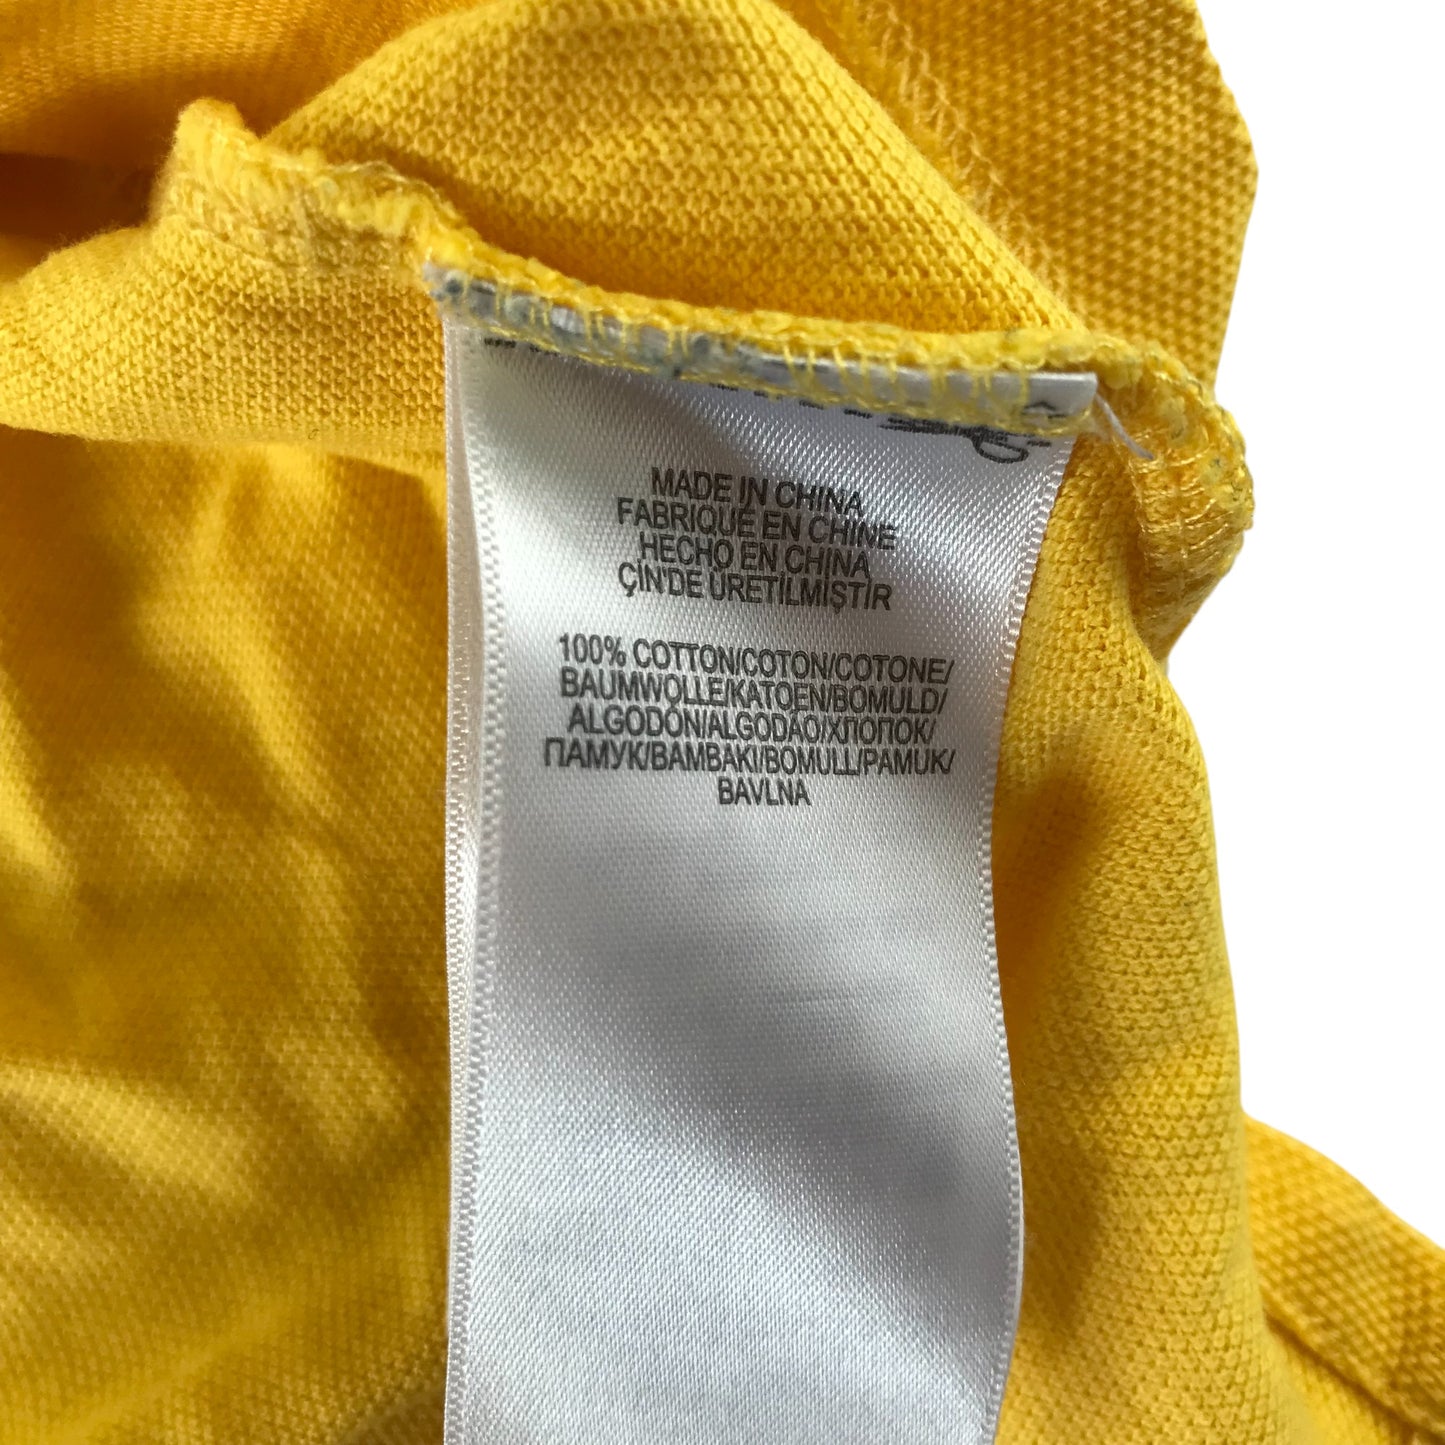 MADE IN CHINA
FABRIQUÉ EN CHINE
HECHO EN CHINA
ÇİN'DE ÜRETİLMİŞTİR
100% COTTON/COTON/COTONE/
BAUMWOLLE/KATOEN/BOMULD/
ALGODÓN/ALGODÃO/ХЛОПОК/
ПАМУК/BAMBAKI/BOMULL/PAMUK/
BAVLNA